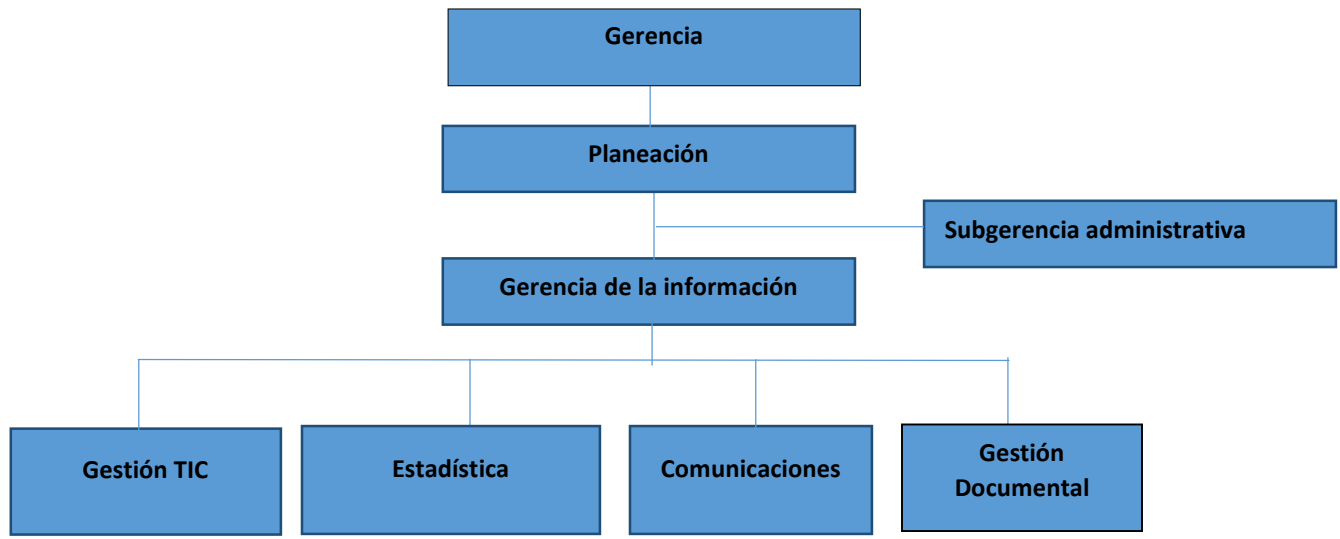 Gerencia
Planeación
Subgerencia administrativa
Gerencia de la información
Gestión TIC
Estadística
Comunicaciones
Gestión
Documental